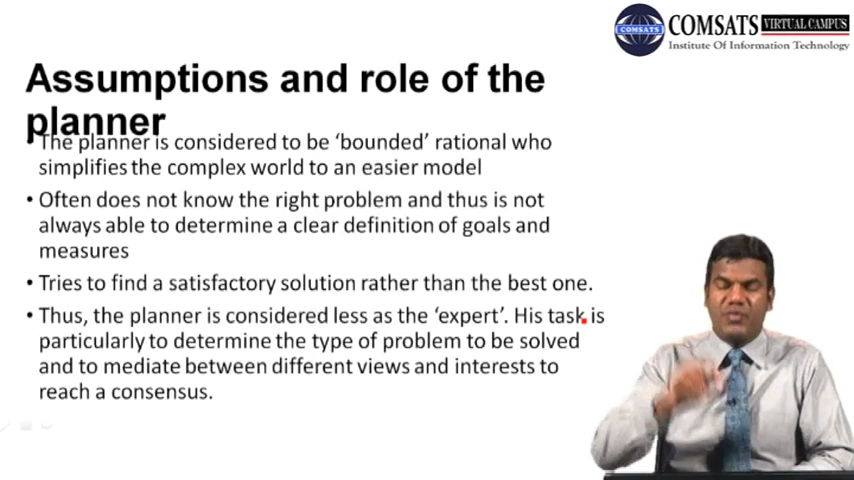 COMSATS
COMSATS VIRTUAL CAMPUS
Institute Of Information Technology
Assumptions and role of the
planner
• The planner is considered to be ‘bounded’ rational who
simplifies the complex world to an easier model
• Often does not know the right problem and thus is not
always able to determine a clear definition of goals and
measures
• Tries to find a satisfactory solution rather than the best one.
• Thus, the planner is considered less as the ‘expert’. His task is
particularly to determine the type of problem to be solved
and to mediate between different views and interests to
reach a consensus.